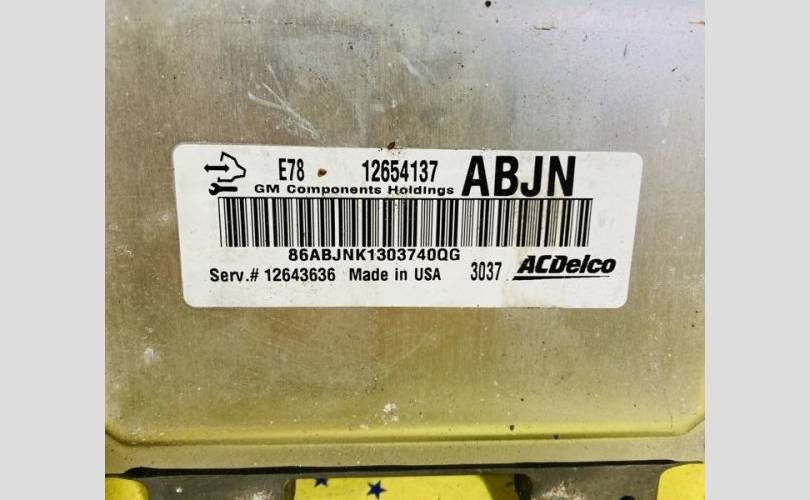 E78 12654137 ABJN
GM Components Holdings
86ABJNK1303740QG
Serv.# 12643636 Made in USA 3037 ACDelco